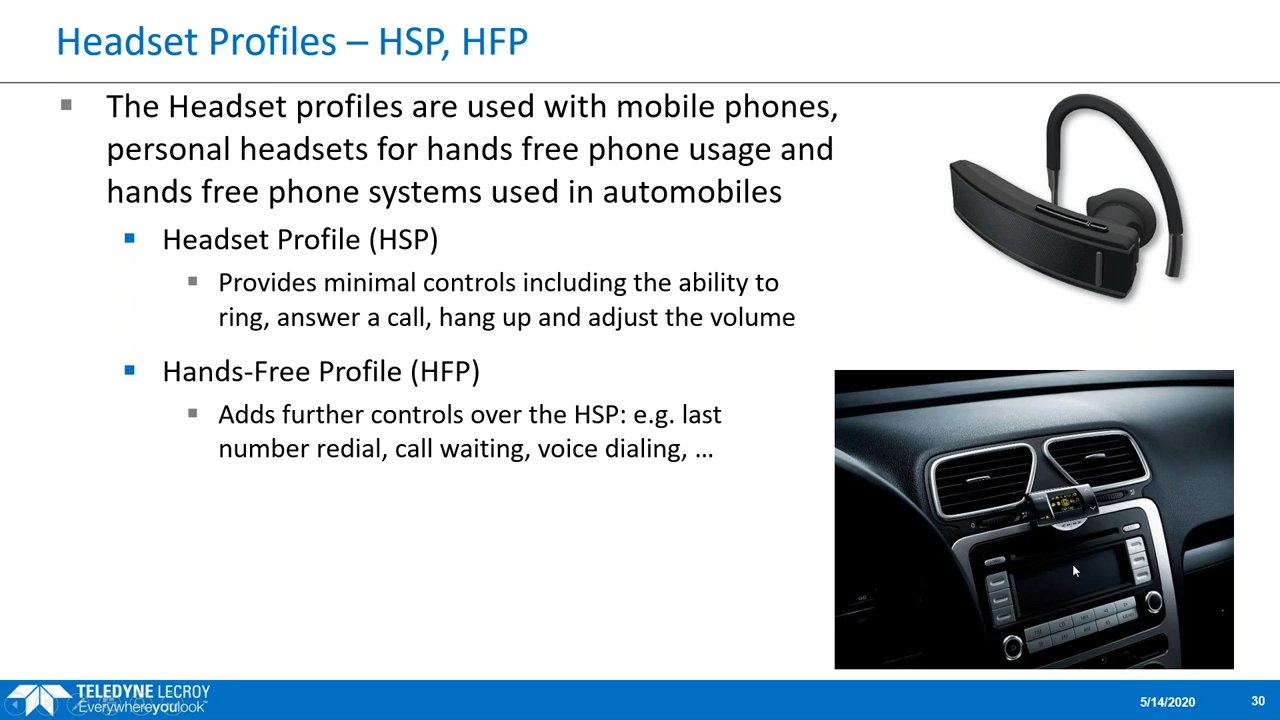 Headset Profiles – HSP, HFP
The Headset profiles are used with mobile phones,
personal headsets for hands free phone usage and
hands free phone systems used in automobiles
Headset Profile (HSP)
Provides minimal controls including the ability to
ring, answer a call, hang up and adjust the volume
Hands-Free Profile (HFP)
Adds further controls over the HSP: e.g. last
number redial, call waiting, voice dialing, …
TELEDYNE LECROY
Everywhereyoulook™
5/14/2020
30